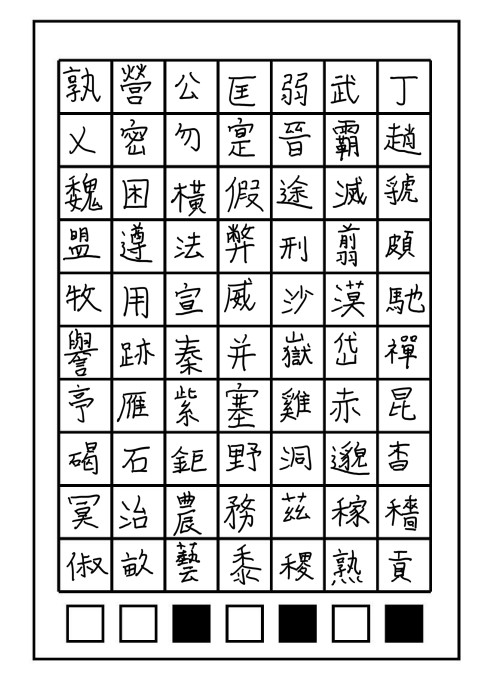 孰營公匡弱武丁
乂密勿寔晉霸趙
魏困橫假途滅虢
盟遵法弊刑翦頗
牧用宣威沙漠馳
譽跡秦并嶽岱禪
亭雁紫塞雞赤昆
碣石鉅野洞邈杳
冥治農務茲稼穡
俶畝藝黍稷熟貢